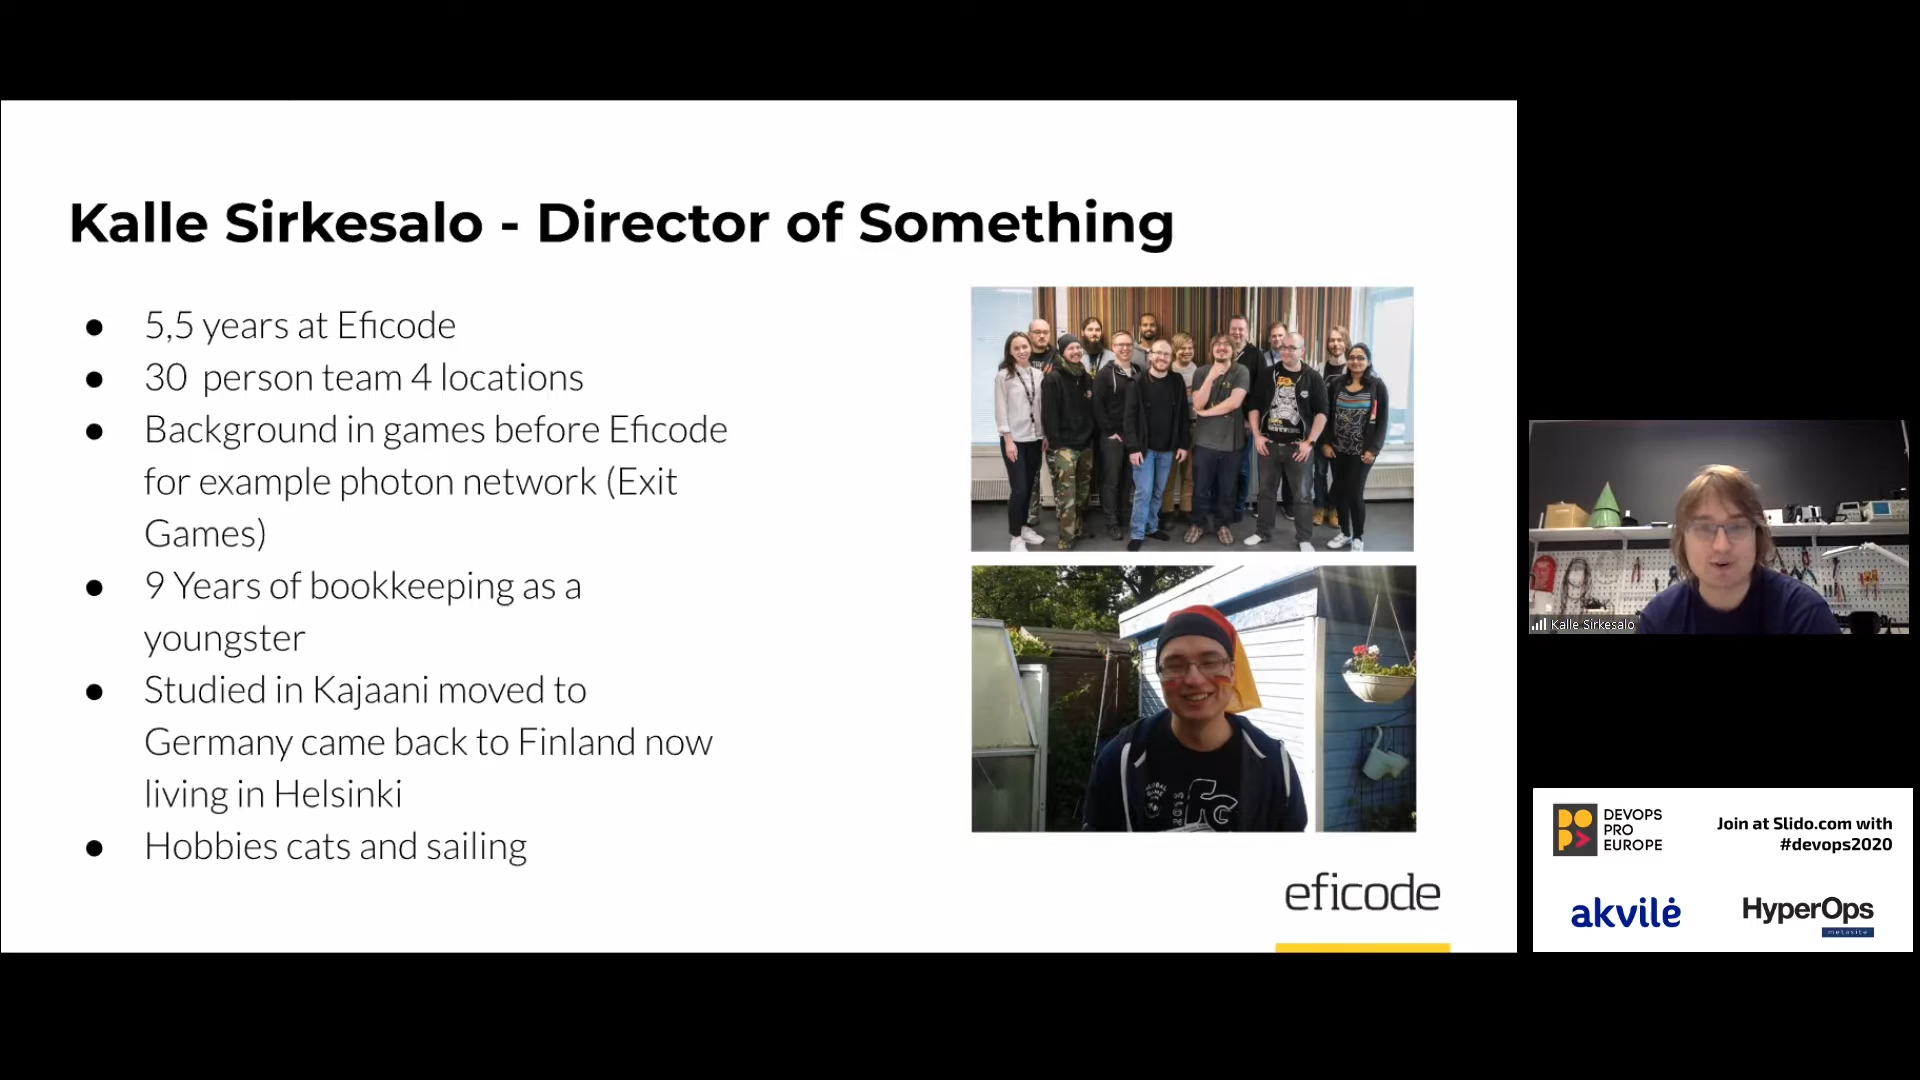 Kalle Sirkesalo - Director of Something
● 5,5 years at Eficode
● 30 person team 4 locations
● Background in games before Eficode
for example photon network (Exit
Games)
● 9 Years of bookkeeping as a
youngster
● Studied in Kajaani moved to
Germany came back to Finland now
living in Helsinki
● Hobbies cats and sailing
eficode
Kalle Sirkesalo
DEVOPS
PRO
EUROPE
Join at Slido.com with
#devops2020
akvilė
HyperOps
metasite